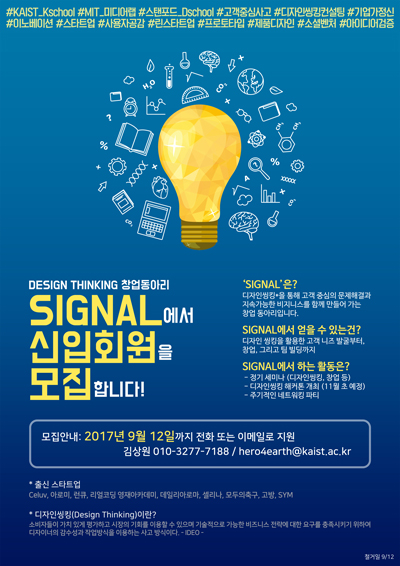 #KAIST_Kschool #MIT_미디어랩 #스탠포드_Dschool #고객중심사고 #디자인씽킹컨설팅 #기업가정신
#이노베이션 #스타트업 #사용자공감 #린스타트업 #프로토타입 #제품디자인 #소셜벤처 #아이디어검증
DESIGN THINKING 창업동아리
SIGNAL에서
신입회원을
모집합니다!
‘SIGNAL’은?
디자인씽킹*을 통해 고객 중심의 문제해결과
지속가능한 비지니스를 함께 만들어 가는
창업 동아리입니다.
SIGNAL에서 얻을 수 있는건?
디자인 씽킹을 활용한 고객 니즈 발굴부터,
창업, 그리고 팀 빌딩까지
SIGNAL에서 하는 활동은?
- 정기 세미나 (디자인씽킹, 창업 등)
- 디자인씽킹 해커톤 개최 (11월 초 예정)
- 주기적인 네트워킹 파티
모집안내: 2017년 9월 12일까지 전화 또는 이메일로 지원
김상원 010-3277-7188 / hero4earth@kaist.ac.kr
* 출신 스타트업
Celuv, 아로미, 런큐, 리얼코딩 영재아카데미, 데일리아로마, 셀리나, 모두의축구, 고방, SYM
* 디자인씽킹(Design Thinking)이란?
소비자들이 가치 있게 평가하고 시장의 기회를 이용할 수 있으며 기술적으로 가능한 비즈니스 전략에 대한 요구를 충족시키기 위하여
디자이너의 감수성과 작업방식을 이용하는 사고 방식이다. - IDEO -
철거일 9/12